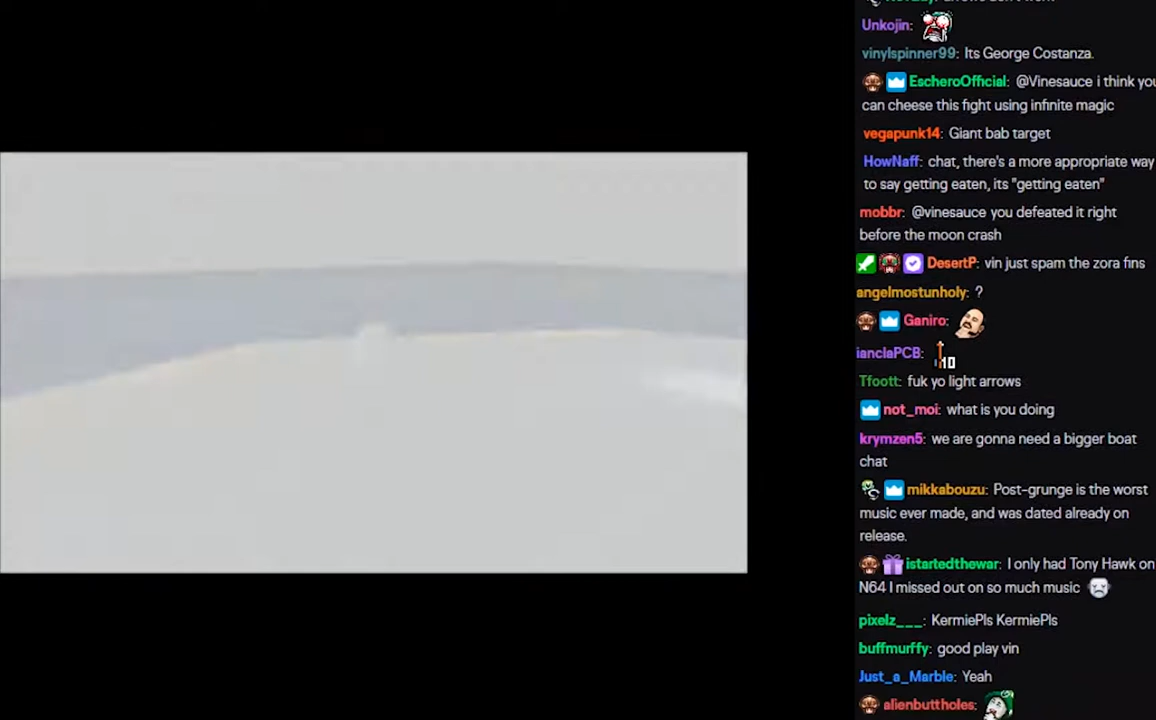 Unkojin:
vinylspinner99: Its George Costanza.
EscheroOfficial: @Vinesauce i think you
can cheese this fight using infinite magic
vegapunk14: Giant bab target
HowNaff: chat, there's a more appropriate way
to say getting eaten, its "getting eaten"
mobbr: @vinesauce you defeated it right
before the moon crash
DesertP: vin just spam the zora fins
angelmostunholy: ?
Ganiro:
ianclaPCB: 10
Tfoott: fuk yo light arrows
not_moi: what is you doing
krymzen5: we are gonna need a bigger boat
chat
mikkabouzu: Post-grunge is the worst
music ever made, and was dated already on
release.
istartedthewar: I only had Tony Hawk on
N64 I missed out on so much music
pixelz___: KermiePls KermiePls
buffmurffy: good play vin
Just_a_Marble: Yeah
alienbuttholes: